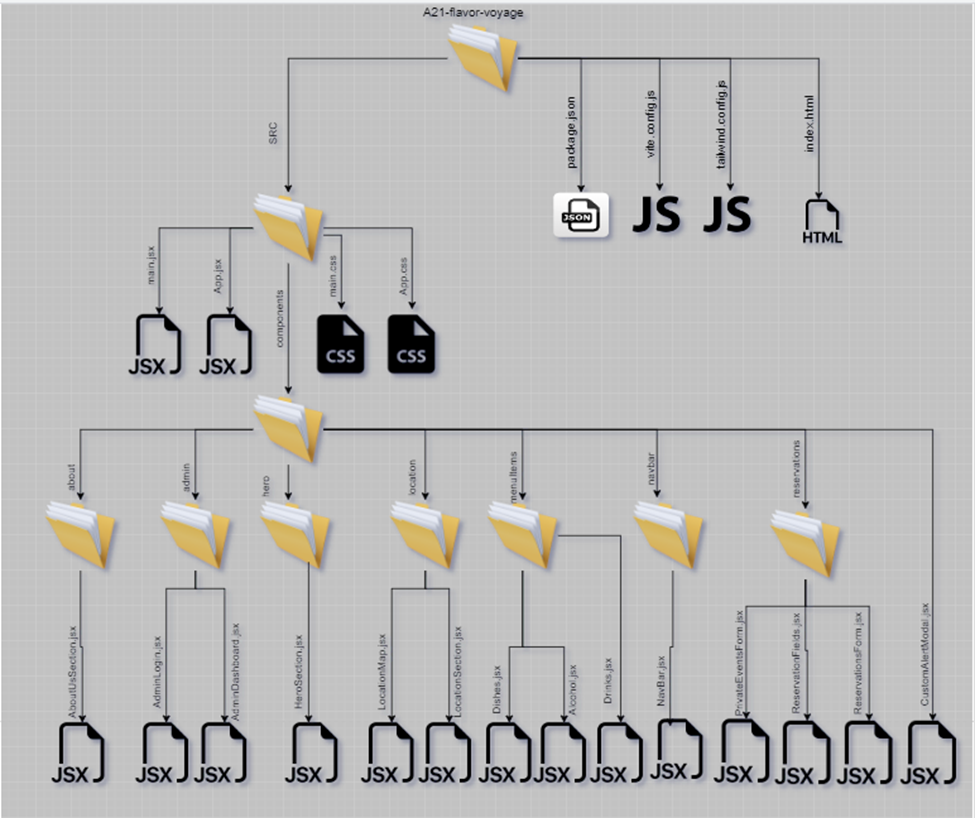 A21-flavor-voyage
SRC
package.json
vite.config.js
tailwind.config.js
index.html
JSON
JS
JS
HTML
main.jsx
App.jsx
components
main.css
App.css
JSX
JSX
CSS
CSS
about
admin
hero
location
menuItems
navbar
reservations
AboutUsSection.jsx
AdminLogin.jsx
AdminDashboard.jsx
HeroSection.jsx
LocationMap.jsx
LocationSection.jsx
Dishes.jsx
Alcohol.jsx
Drinks.jsx
NavBar.jsx
PrivateEventsForm.jsx
ReservationFields.jsx
ReservationsForm.jsx
CustomAlertModal.jsx
JSX
JSX
JSX
JSX
JSX
JSX
JSX
JSX
JSX
JSX
JSX
JSX
JSX
JSX